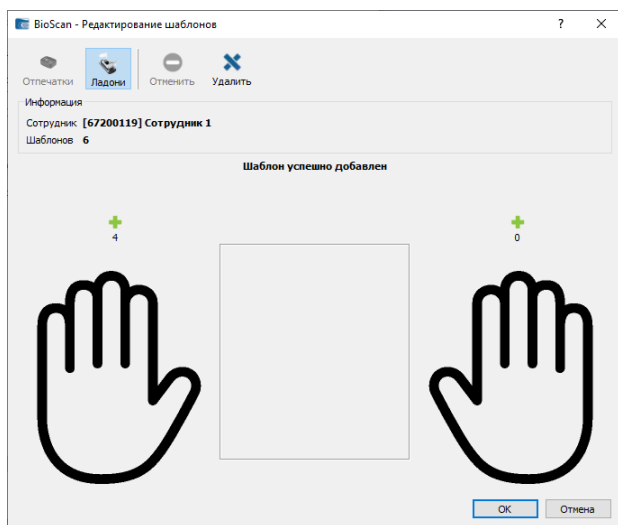 BioScan - Редактирование шаблонов
?
Отпечатки Ладони Отменить Удалить
Информация
Сотрудник [67200119] Сотрудник 1
Шаблонов 6
Шаблон успешно добавлен
4
0
OK Отмена